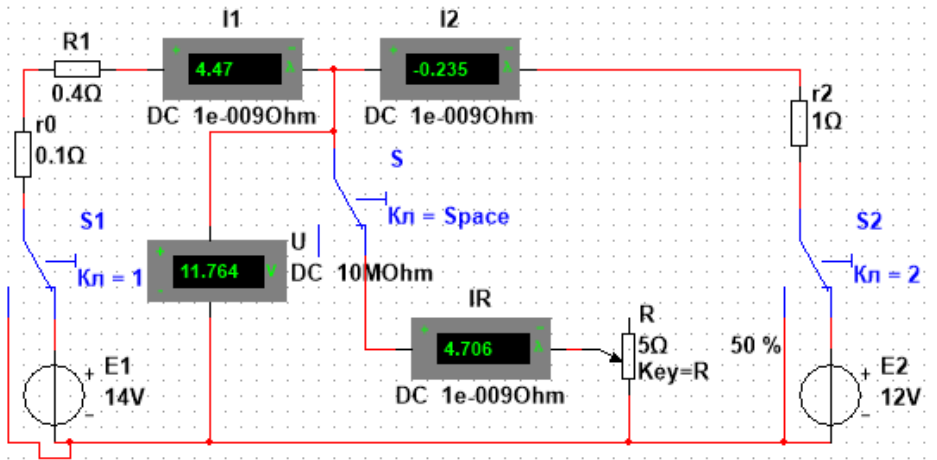 I1
I2
R1
+ 4.47 − A
+ -0.235 − A
0.4Ω
DC 1e-009Ohm
DC 1e-009Ohm
r2
1Ω
r0
0.1Ω
S
Кл = Space
S1
S2
U
+ 11.764 V −
DC 10MOhm
Кл = 1
Кл = 2
IR
R
+ 4.706 − A
5Ω
50 %
Key=R
E1
+
14V
−
DC 1e-009Ohm
E2
+
12V
−